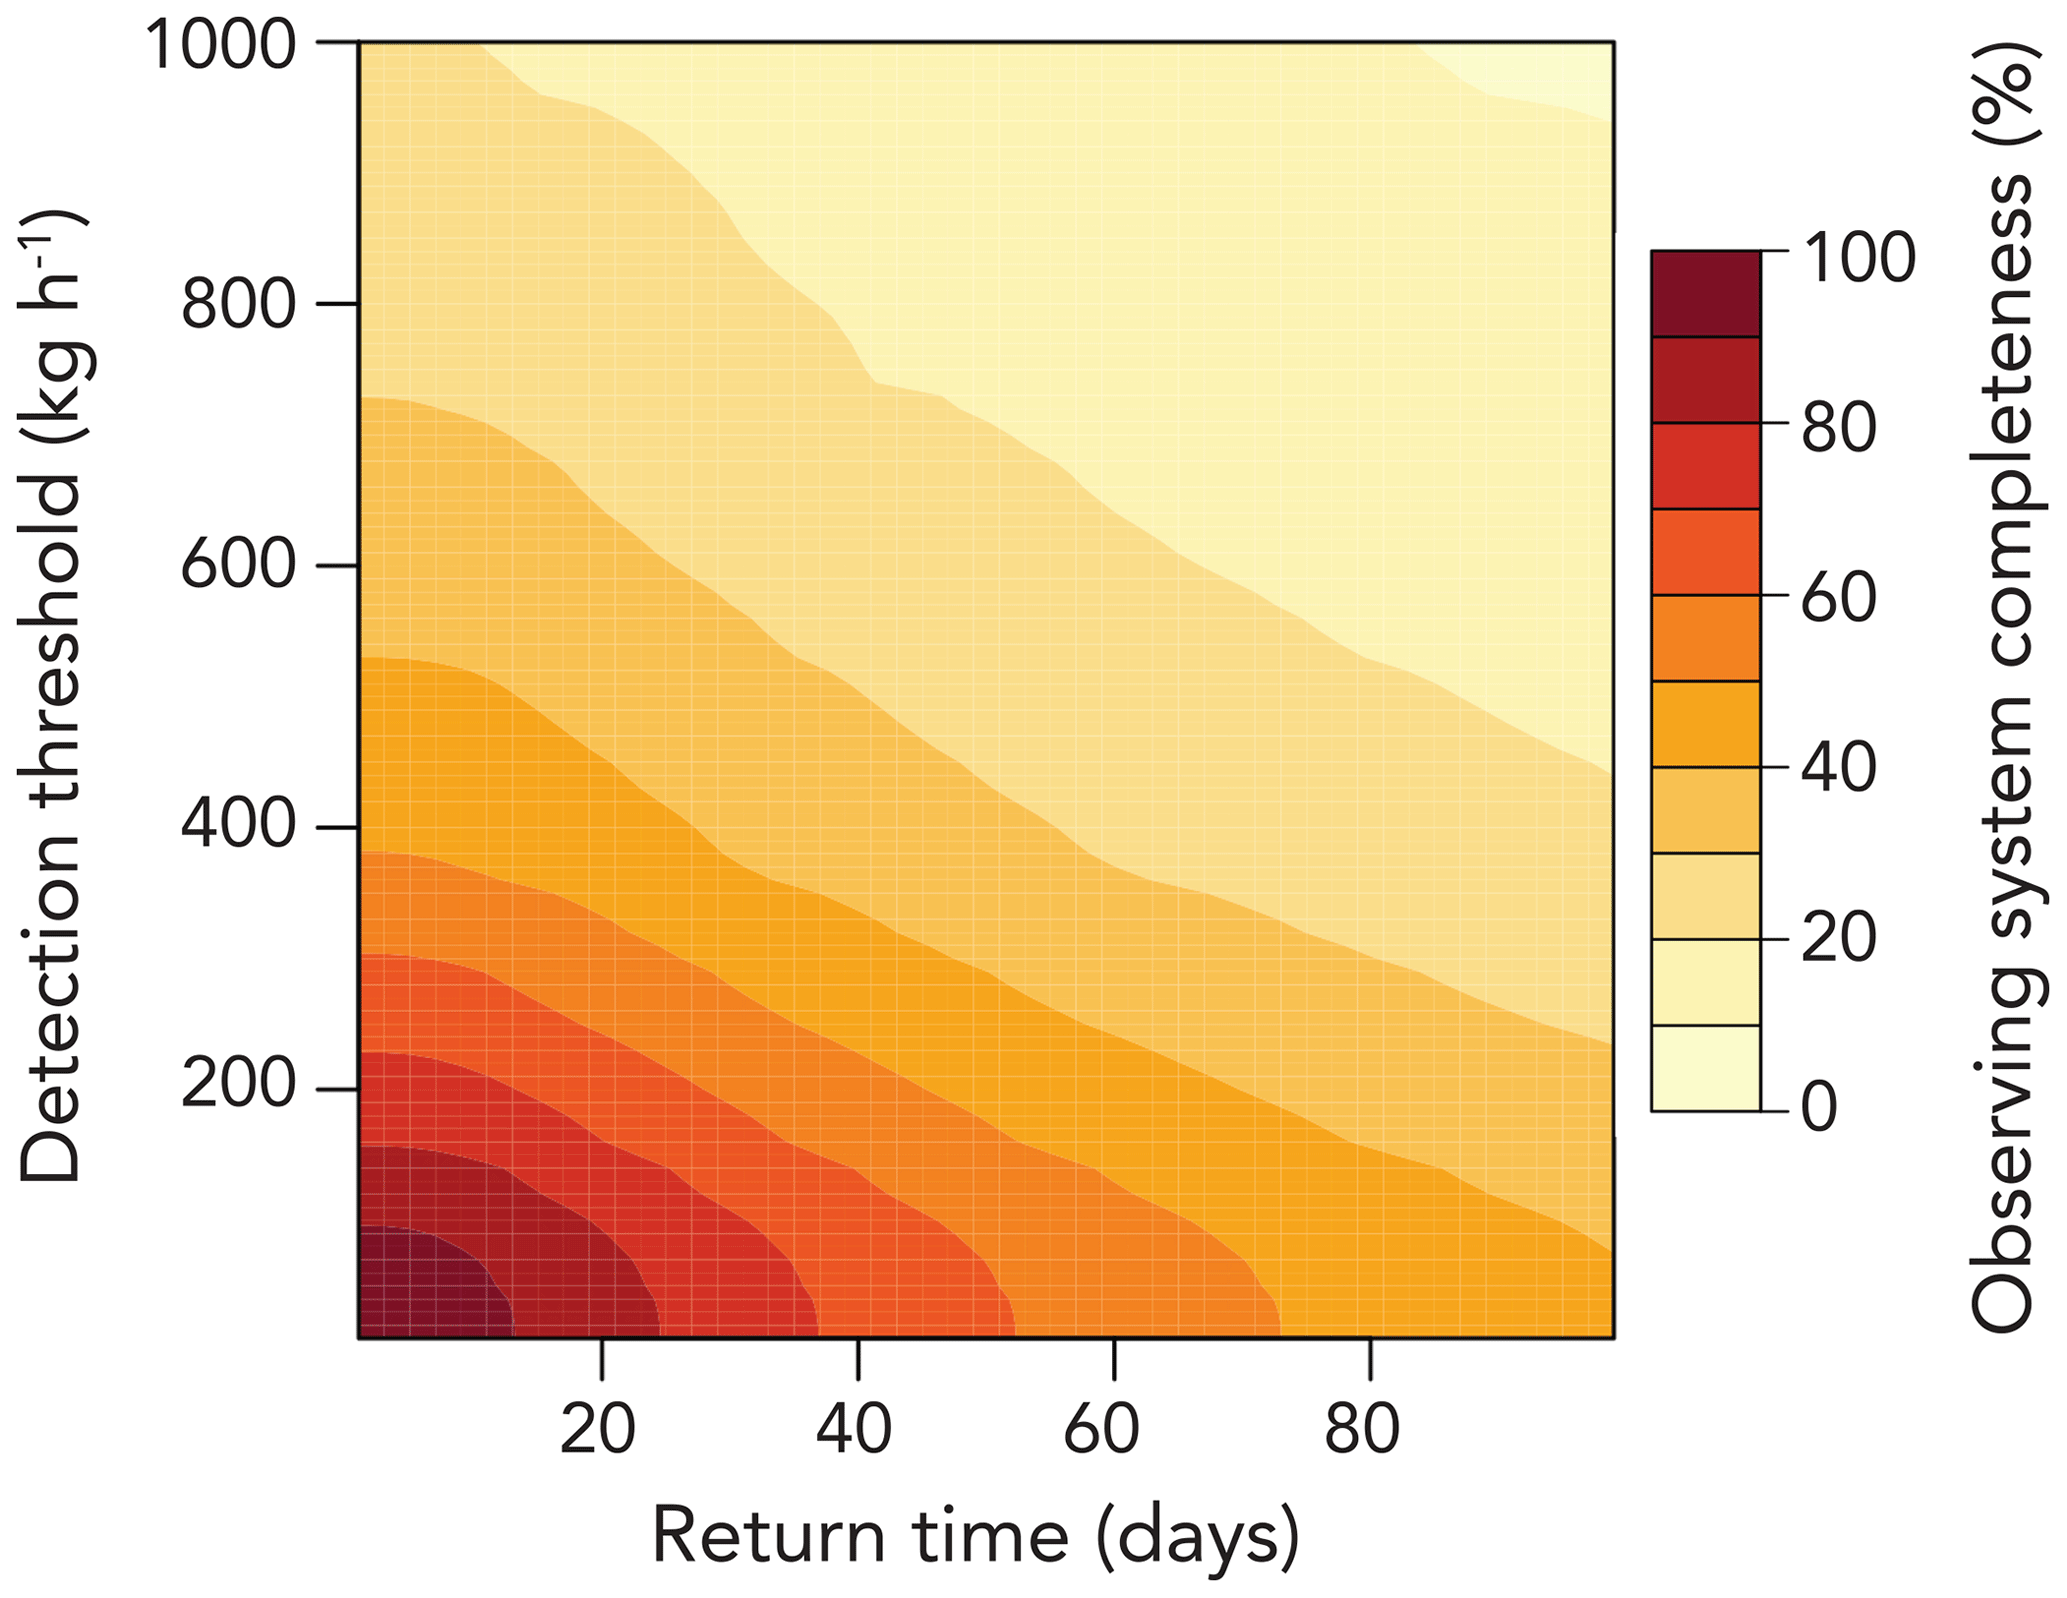 Detection threshold (kg h⁻¹)
1000
800
600
400
200
20 40 60 80
Return time (days)
100
80
60
40
20
0
Observing system completeness (%)